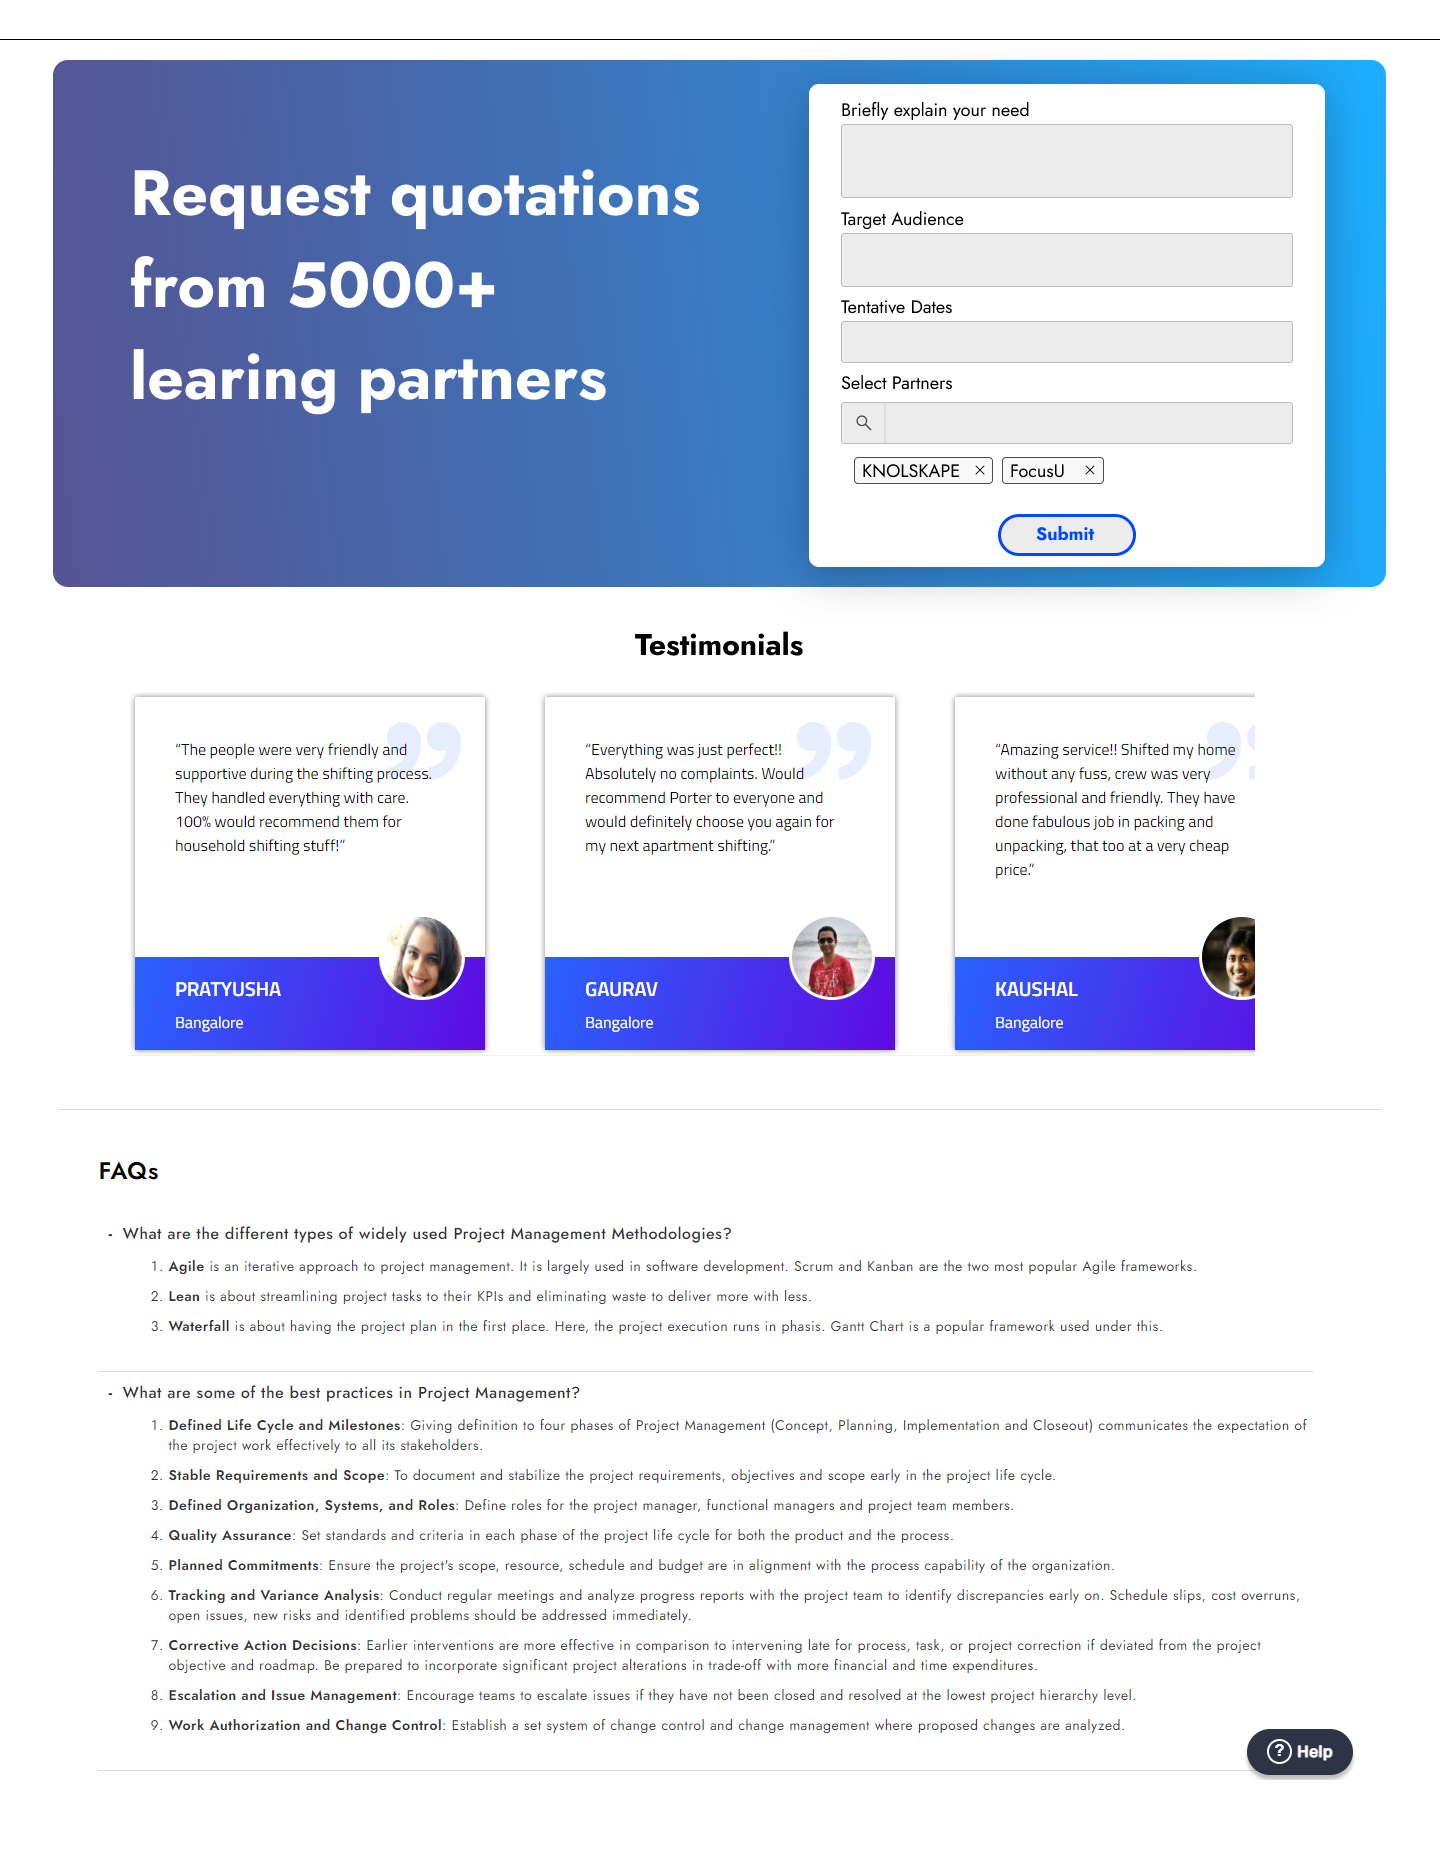 Request quotations
from 5000+
learing partners
Briefly explain your need
Target Audience
Tentative Dates
Select Partners
KNOLSKAPE ×
FocusU ×
Submit
Testimonials
“The people were very friendly and
supportive during the shifting process.
They handled everything with care.
100% would recommend them for
household shifting stuff!”
PRATYUSHA
Bangalore
“Everything was just perfect!!
Absolutely no complaints. Would
recommend Porter to everyone and
would definitely choose you again for
my next apartment shifting.”
GAURAV
Bangalore
“Amazing service!! Shifted my home
without any fuss, crew was very
professional and friendly. They have
done fabulous job in packing and
unpacking, that too at a very cheap
price.”
KAUSHAL
Bangalore
FAQs
- What are the different types of widely used Project Management Methodologies?
1. Agile is an iterative approach to project management. It is largely used in software development. Scrum and Kanban are the two most popular Agile frameworks.
2. Lean is about streamlining project tasks to their KPIs and eliminating waste to deliver more with less.
3. Waterfall is about having the project plan in the first place. Here, the project execution runs in phasis. Gantt Chart is a popular framework used under this.
- What are some of the best practices in Project Management?
1. Defined Life Cycle and Milestones: Giving definition to four phases of Project Management (Concept, Planning, Implementation and Closeout) communicates the expectation of
the project work effectively to all its stakeholders.
2. Stable Requirements and Scope: To document and stabilize the project requirements, objectives and scope early in the project life cycle.
3. Defined Organization, Systems, and Roles: Define roles for the project manager, functional managers and project team members.
4. Quality Assurance: Set standards and criteria in each phase of the project life cycle for both the product and the process.
5. Planned Commitments: Ensure the project's scope, resource, schedule and budget are in alignment with the process capability of the organization.
6. Tracking and Variance Analysis: Conduct regular meetings and analyze progress reports with the project team to identify discrepancies early on. Schedule slips, cost overruns,
open issues, new risks and identified problems should be addressed immediately.
7. Corrective Action Decisions: Earlier interventions are more effective in comparison to intervening late for process, task, or project correction if deviated from the project
objective and roadmap. Be prepared to incorporate significant project alterations in trade-off with more financial and time expenditures.
8. Escalation and Issue Management: Encourage teams to escalate issues if they have not been closed and resolved at the lowest project hierarchy level.
9. Work Authorization and Change Control: Establish a set system of change control and change management where proposed changes are analyzed.
? Help